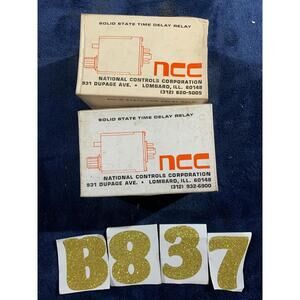 SOLID STATE TIME DELAY RELAY
ncc
NATIONAL CONTROLS CORPORATION
931 DUPAGE AVE. • LOMBARD, ILL. 60148
(312) 620-5005
SOLID STATE TIME DELAY RELAY
ncc
NATIONAL CONTROLS CORPORATION
931 DUPAGE AVE. • LOMBARD, ILL. 60148
(312) 932-6900
B837